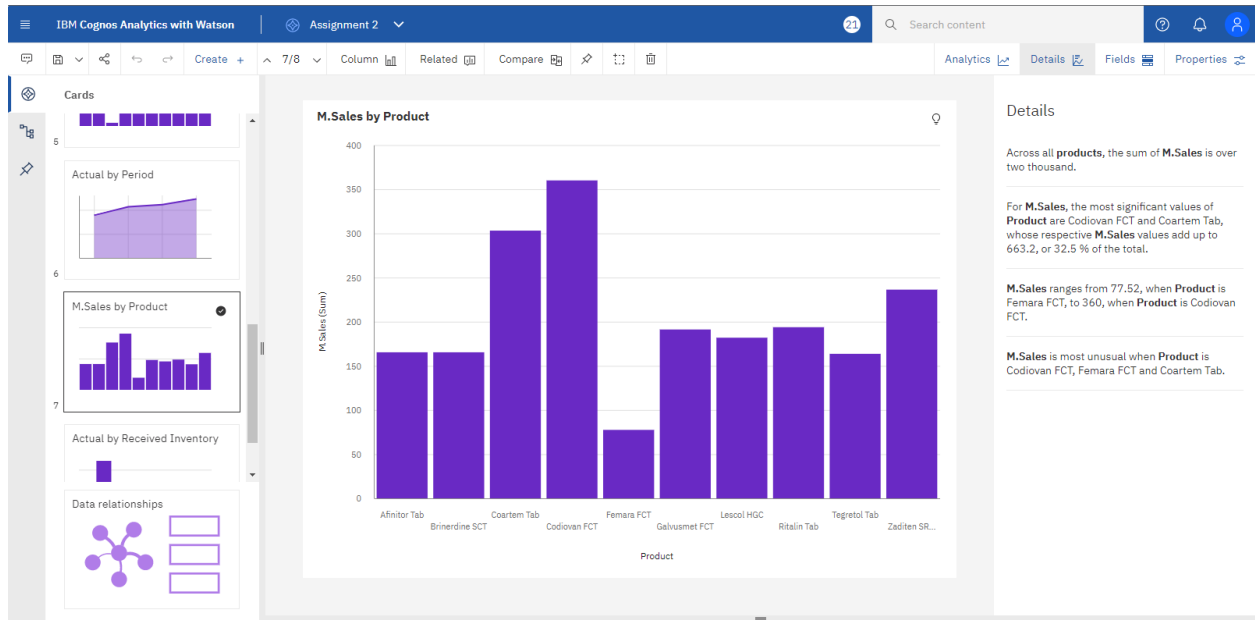 IBM Cognos Analytics with Watson
Assignment 2
21
Search content
Create +
7/8
Column
Related
Compare
Analytics
Details
Fields
Properties
Cards
5
Actual by Period
6
M.Sales by Product
7
Actual by Received Inventory
Data relationships
M.Sales by Product
400
350
300
250
200
150
100
50
0
M.Sales (Sum)
Afinitor Tab
Brinerdine SCT
Coartem Tab
Codiovan FCT
Femara FCT
Galvusmet FCT
Lescol HGC
Ritalin Tab
Tegretol Tab
Zaditen SR...
Product
Details
Across all products, the sum of M.Sales is over
two thousand.
For M.Sales, the most significant values of
Product are Codiovan FCT and Coartem Tab,
whose respective M.Sales values add up to
663.2, or 32.5 % of the total.
M.Sales ranges from 77.52, when Product is
Femara FCT, to 360, when Product is Codiovan
FCT.
M.Sales is most unusual when Product is
Codiovan FCT, Femara FCT and Coartem Tab.